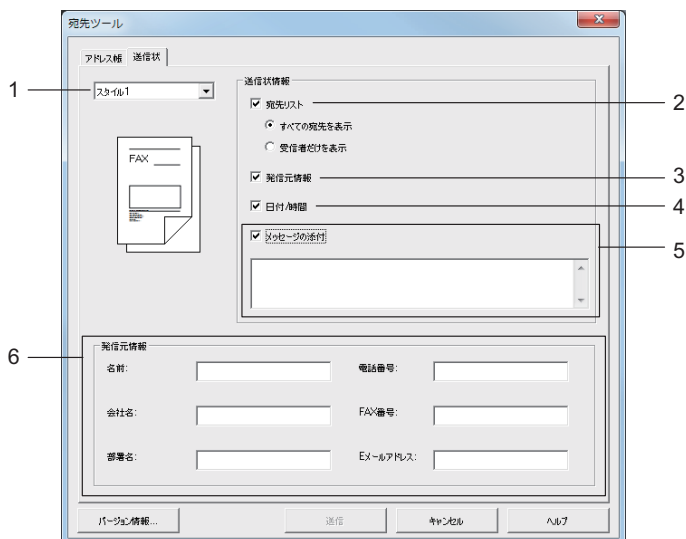 宛先ツール
アドレス帳 送信状
1
スタイル1
FAX
送信状情報
宛先リスト
2
すべての宛先を表示
受信者だけを表示
発信元情報
3
日付/時間
4
メッセージの添付
5
6
発信元情報
名前: 電話番号:
会社名: FAX番号:
部署名: Eメールアドレス:
バージョン情報... 送信 キャンセル ヘルプ